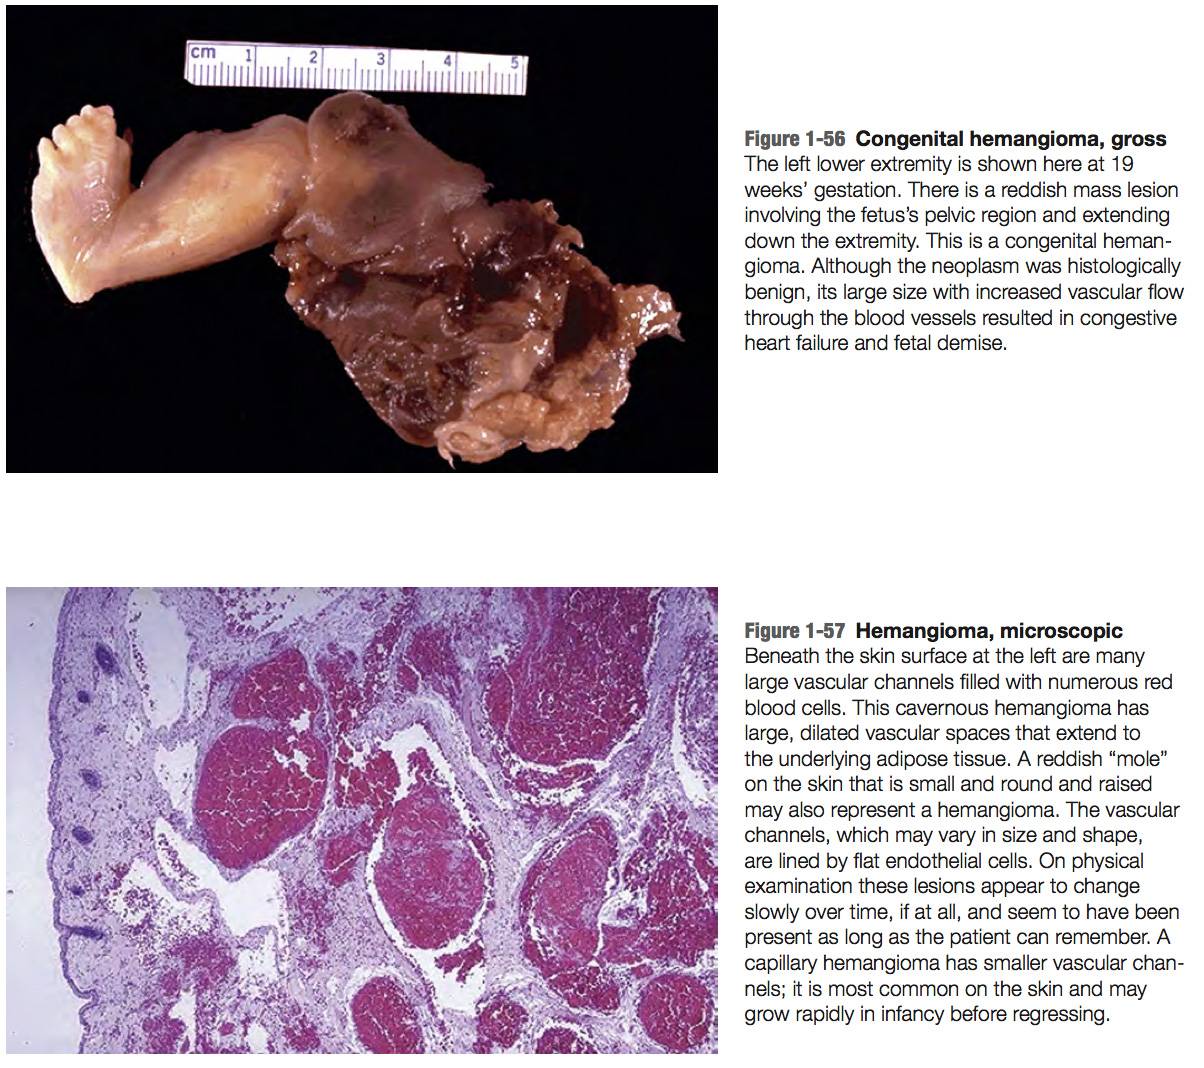 cm 1 2 3 4 5
Figure 1-56 Congenital hemangioma, gross
The left lower extremity is shown here at 19
weeks’ gestation. There is a reddish mass lesion
involving the fetus’s pelvic region and extending
down the extremity. This is a congenital heman-
gioma. Although the neoplasm was histologically
benign, its large size with increased vascular flow
through the blood vessels resulted in congestive
heart failure and fetal demise.
Figure 1-57 Hemangioma, microscopic
Beneath the skin surface at the left are many
large vascular channels filled with numerous red
blood cells. This cavernous hemangioma has
large, dilated vascular spaces that extend to
the underlying adipose tissue. A reddish “mole”
on the skin that is small and round and raised
may also represent a hemangioma. The vascular
channels, which may vary in size and shape,
are lined by flat endothelial cells. On physical
examination these lesions appear to change
slowly over time, if at all, and seem to have been
present as long as the patient can remember. A
capillary hemangioma has smaller vascular chan-
nels; it is most common on the skin and may
grow rapidly in infancy before regressing.